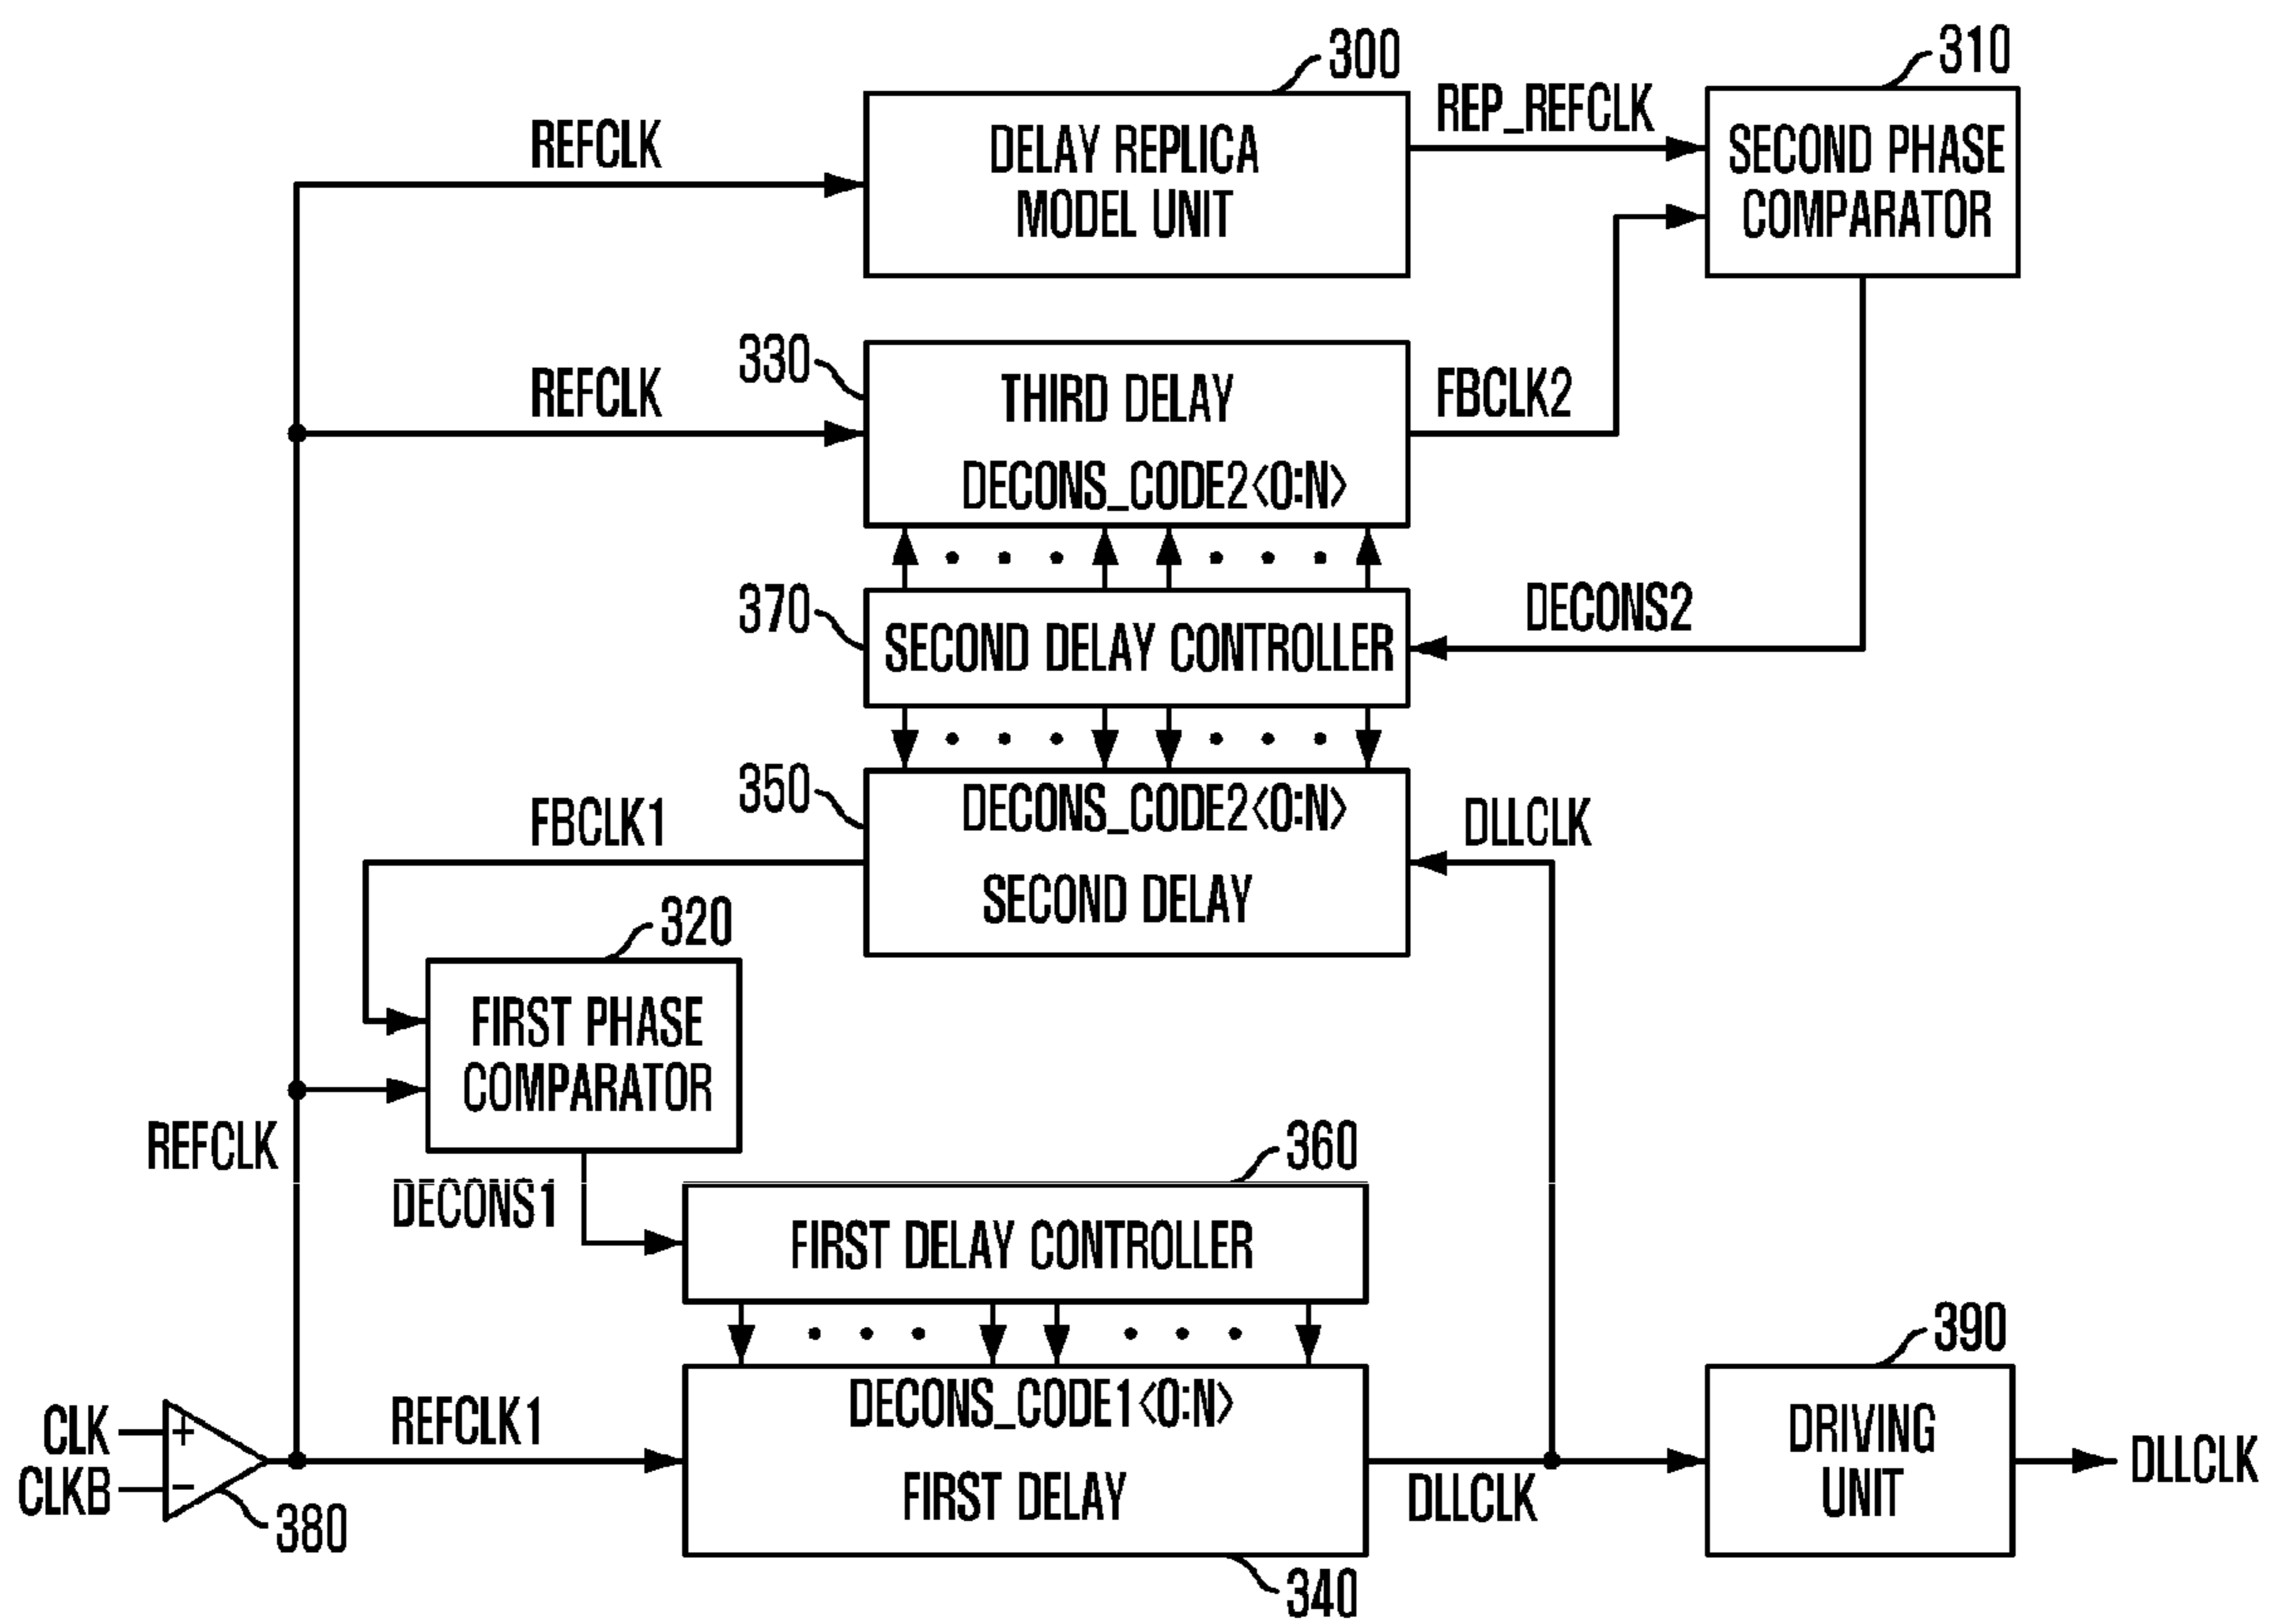 300
310
REFCLK
DELAY REPLICA
MODEL UNIT
REP_REFCLK
SECOND PHASE
COMPARATOR
330
REFCLK
THIRD DELAY
DECONS_CODE2<0:N>
FBCLK2
370
SECOND DELAY CONTROLLER
DECONS2
350
FBCLK1
DECONS_CODE2<0:N>
SECOND DELAY
DLLCLK
320
FIRST PHASE
COMPARATOR
REFCLK
DECONS1
360
FIRST DELAY CONTROLLER
390
CLK
CLKB
+
−
380
REFCLK1
DECONS_CODE1<0:N>
FIRST DELAY
340
DLLCLK
DRIVING
UNIT
DLLCLK